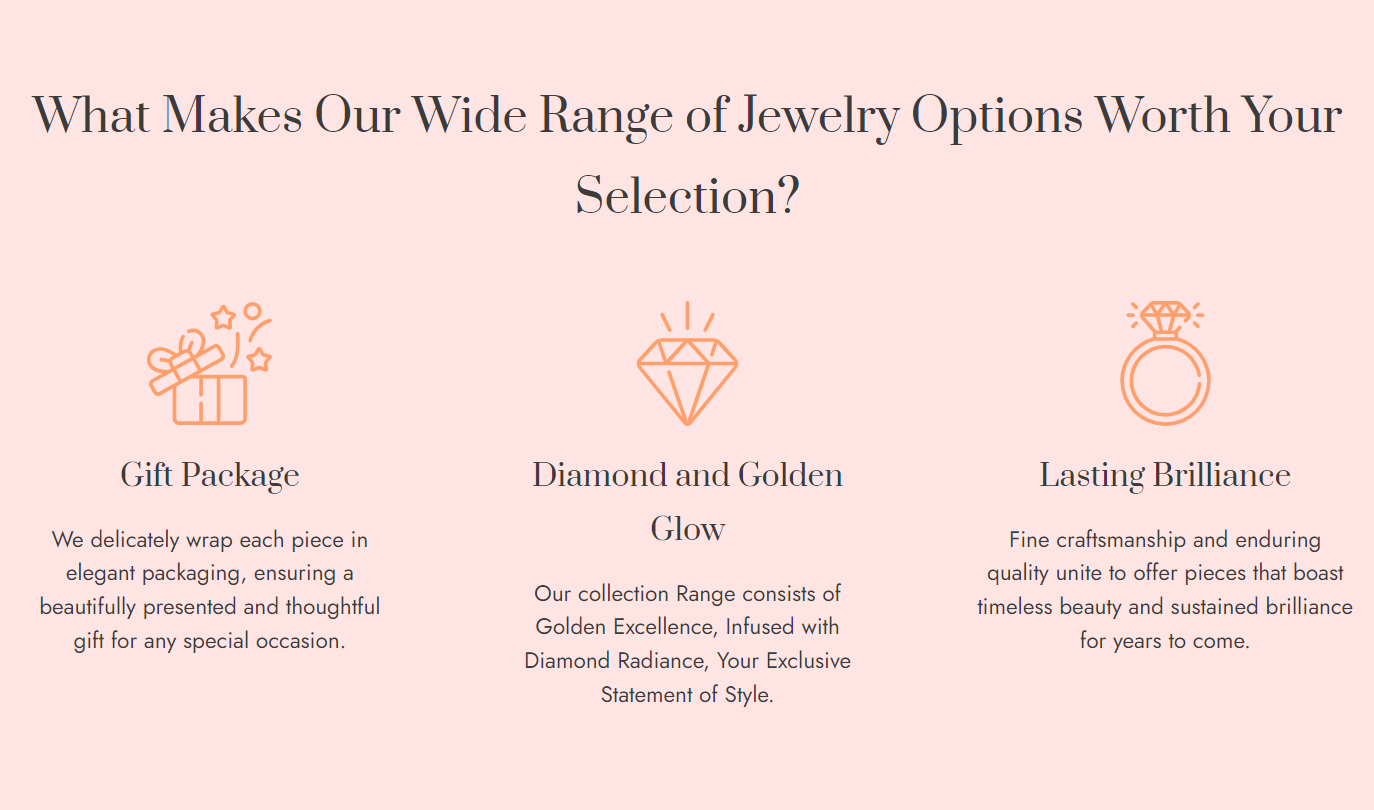 What Makes Our Wide Range of Jewelry Options Worth Your
Selection?
Gift Package
We delicately wrap each piece in
elegant packaging, ensuring a
beautifully presented and thoughtful
gift for any special occasion.
Diamond and Golden
Glow
Our collection Range consists of
Golden Excellence, Infused with
Diamond Radiance, Your Exclusive
Statement of Style.
Lasting Brilliance
Fine craftsmanship and enduring
quality unite to offer pieces that boast
timeless beauty and sustained brilliance
for years to come.